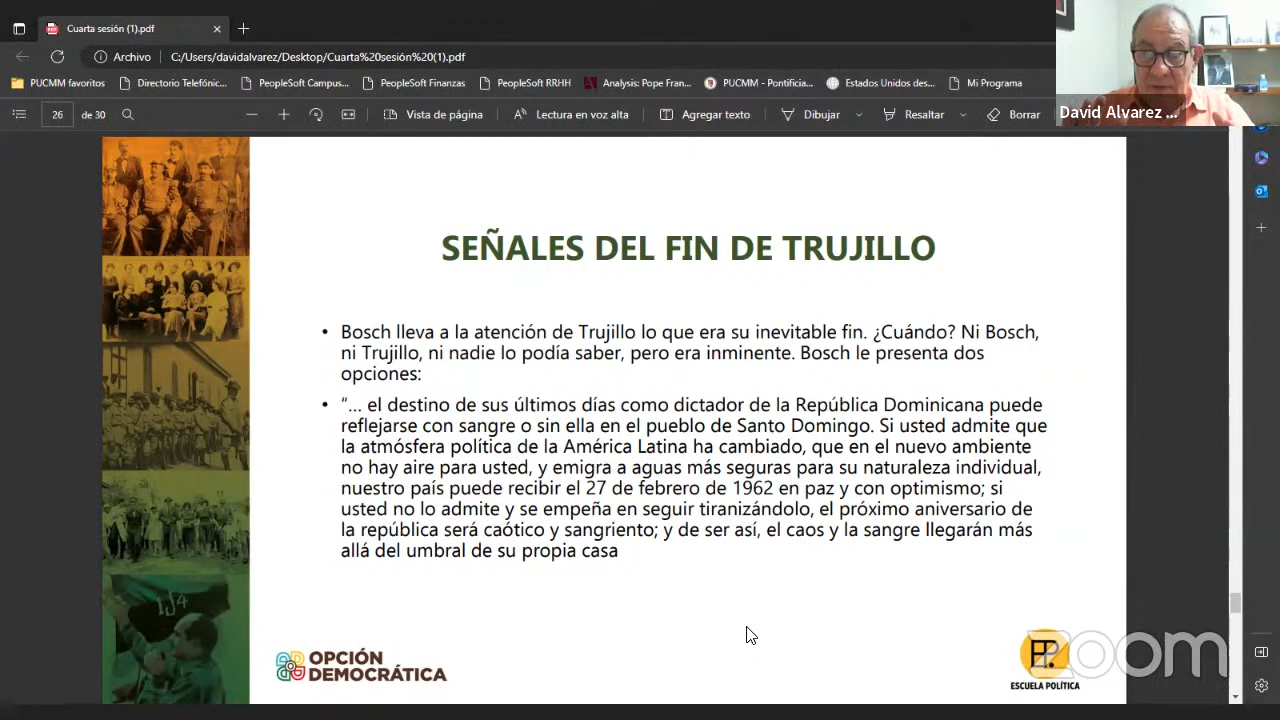 Cuarta sesión (1).pdf
Archivo
C:/Users/davidalvarez/Desktop/Cuarta%20sesión%20(1).pdf
PUCMM favoritos
Directorio Telefónic...
PeopleSoft Campus...
PeopleSoft Finanzas
PeopleSoft RRHH
Analysis: Pope Fran...
PUCMM - Pontificia...
Estados Unidos des...
Mi Programa
26 de 30
Vista de página
Lectura en voz alta
Agregar texto
Dibujar
Resaltar
Borrar
David Alvarez ...
SEÑALES DEL FIN DE TRUJILLO
• Bosch lleva a la atención de Trujillo lo que era su inevitable fin. ¿Cuándo? Ni Bosch,
ni Trujillo, ni nadie lo podía saber, pero era inminente. Bosch le presenta dos
opciones:
• “... el destino de sus últimos días como dictador de la República Dominicana puede
reflejarse con sangre o sin ella en el pueblo de Santo Domingo. Si usted admite que
la atmósfera política de la América Latina ha cambiado, que en el nuevo ambiente
no hay aire para usted, y emigra a aguas más seguras para su naturaleza individual,
nuestro país puede recibir el 27 de febrero de 1962 en paz y con optimismo; si
usted no lo admite y se empeña en seguir tiranizándolo, el próximo aniversario de
la república será caótico y sangriento; y de ser así, el caos y la sangre llegarán más
allá del umbral de su propia casa
1J4
OPCIÓN
DEMOCRÁTICA
EP.
ESCUELA POLÍTICA
zoom